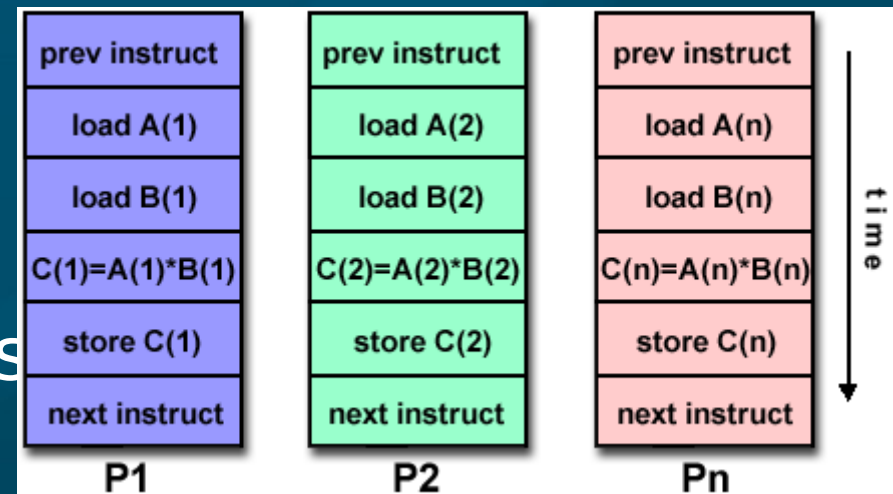 prev instruct
load A(1)
load B(1)
C(1)=A(1)*B(1)
store C(1)
next instruct
P1
prev instruct
load A(2)
load B(2)
C(2)=A(2)*B(2)
store C(2)
next instruct
P2
prev instruct
load A(n)
load B(n)
C(n)=A(n)*B(n)
store C(n)
next instruct
Pn
time
s